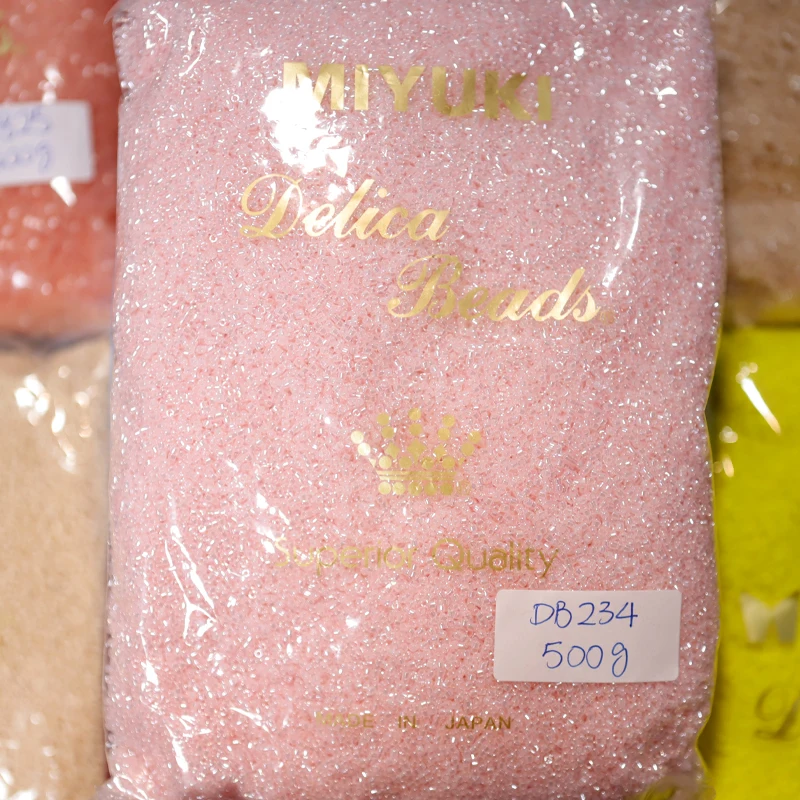 MIYUKI
Delica
Beads
Superior Quality
DB234
500g
MADE IN JAPAN